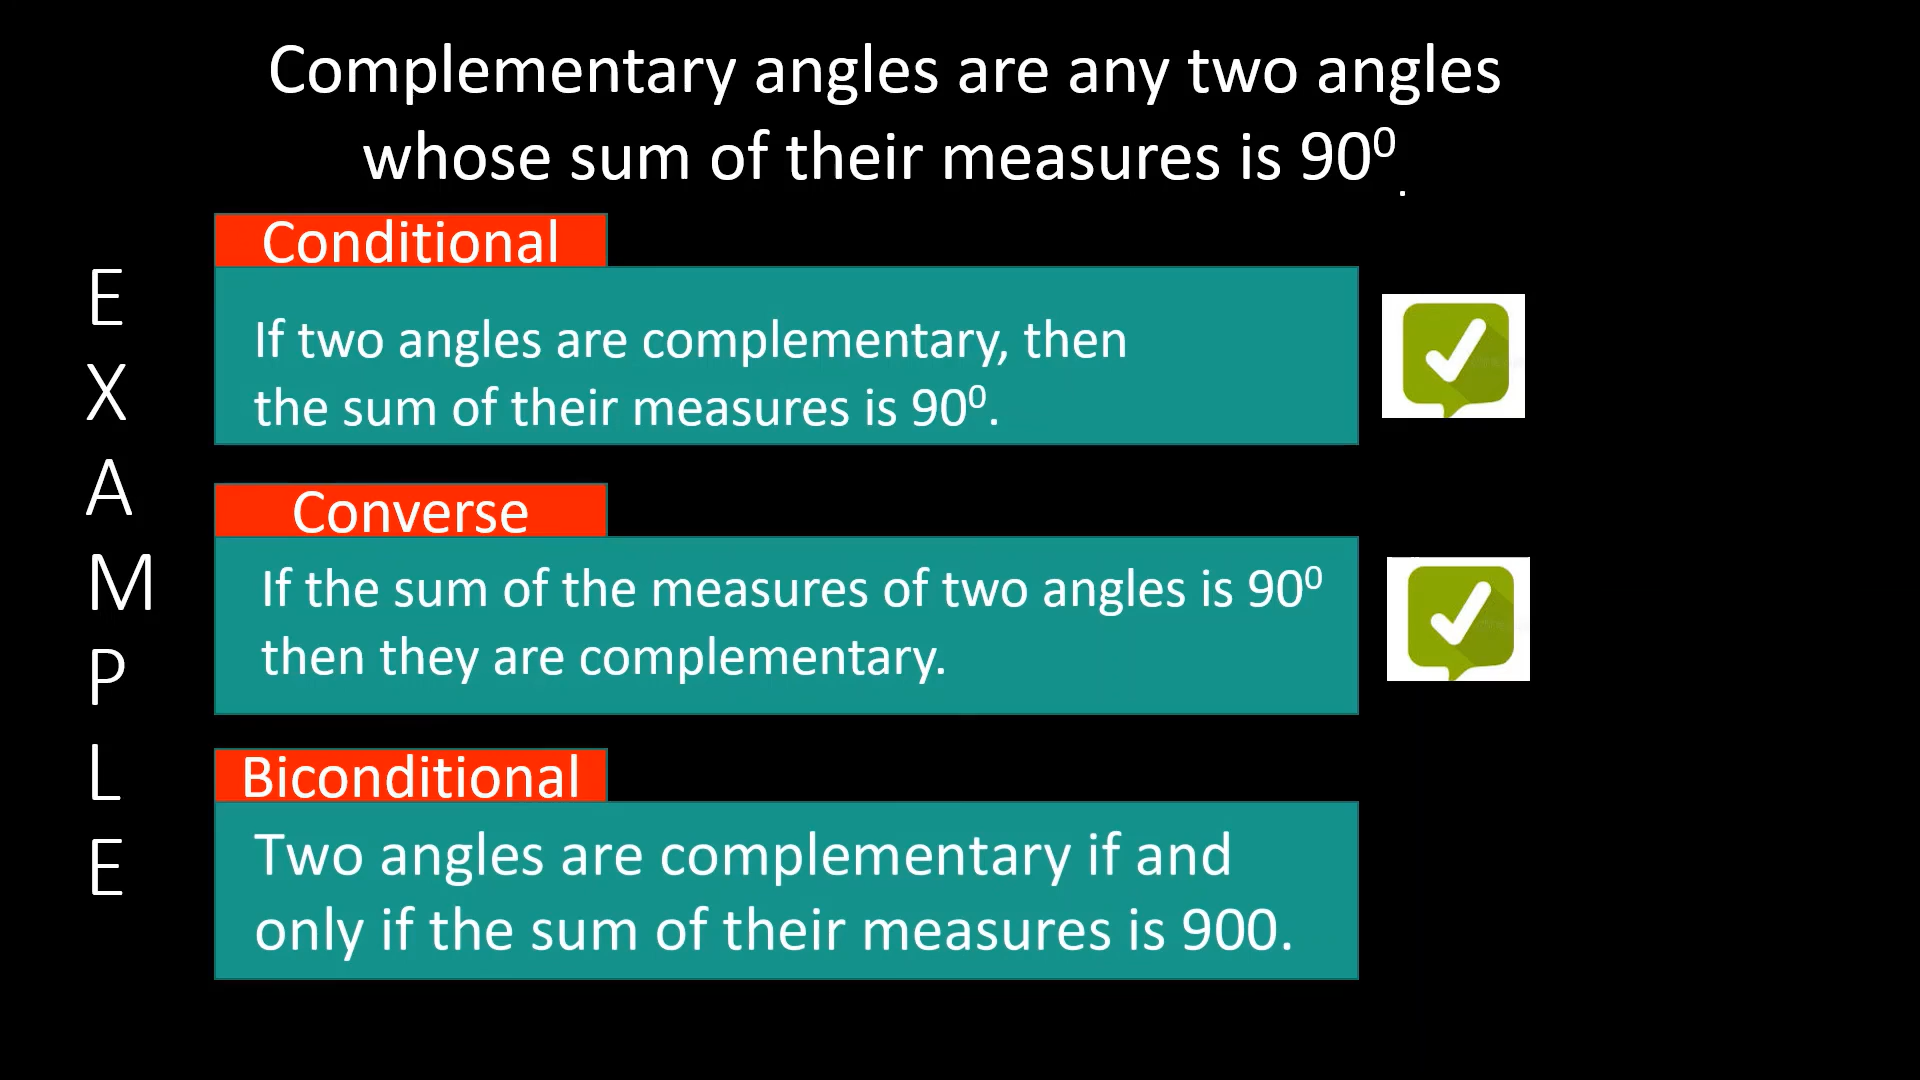 Complementary angles are any two angles
whose sum of their measures is 90⁰.
Conditional
If two angles are complementary, then
the sum of their measures is 90⁰.
Converse
If the sum of the measures of two angles is 90⁰
then they are complementary.
Biconditional
Two angles are complementary if and
only if the sum of their measures is 900.
E
X
A
M
P
L
E